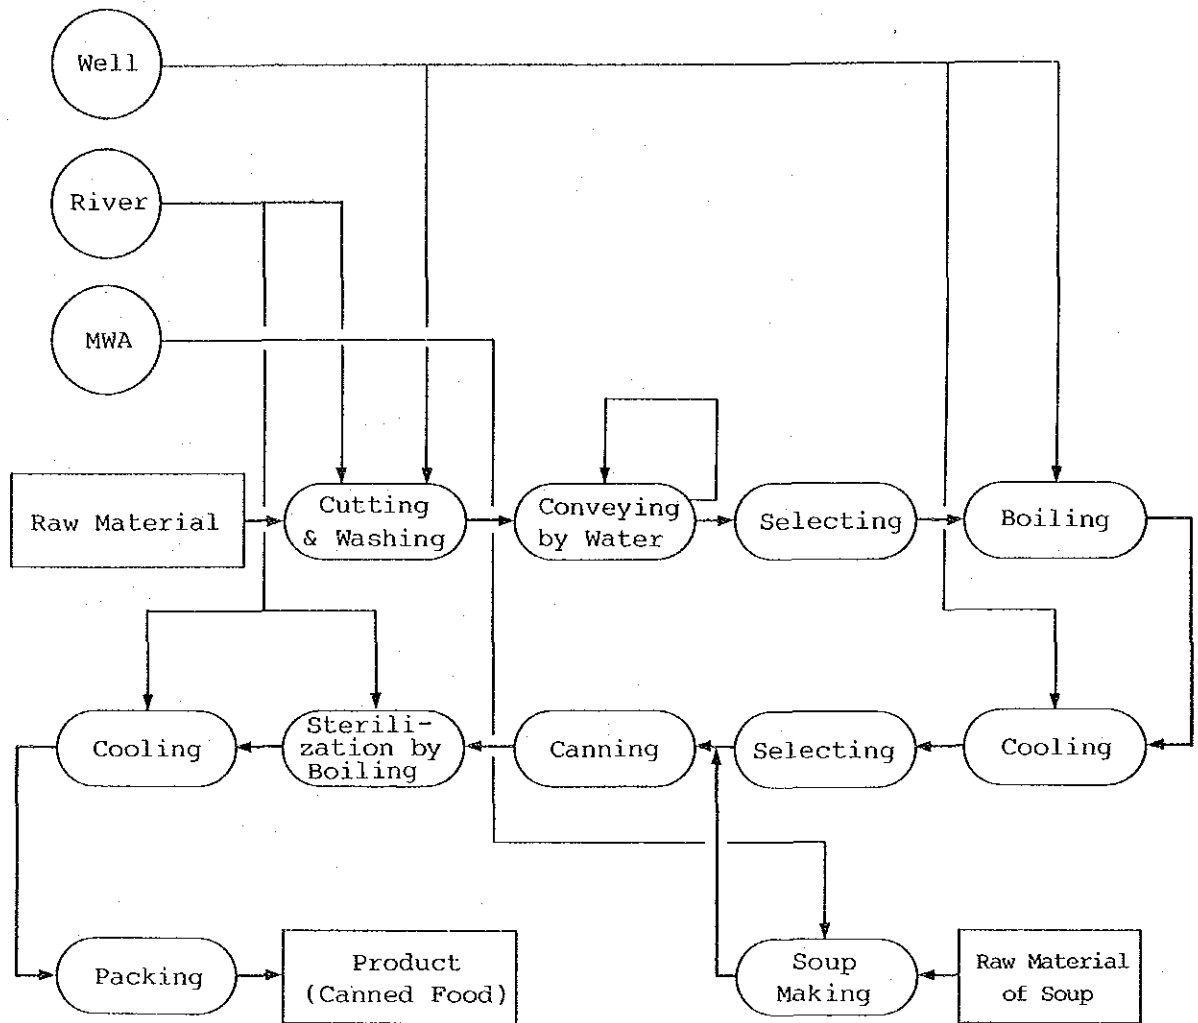 Well
River
MWA
Raw Material
Cutting
& Washing
Conveying
by Water
Selecting
Boiling
Cooling
Sterili-
zation by
Boiling
Canning
Selecting
Cooling
Packing
Product
(Canned Food)
Soup
Making
Raw Material
of Soup